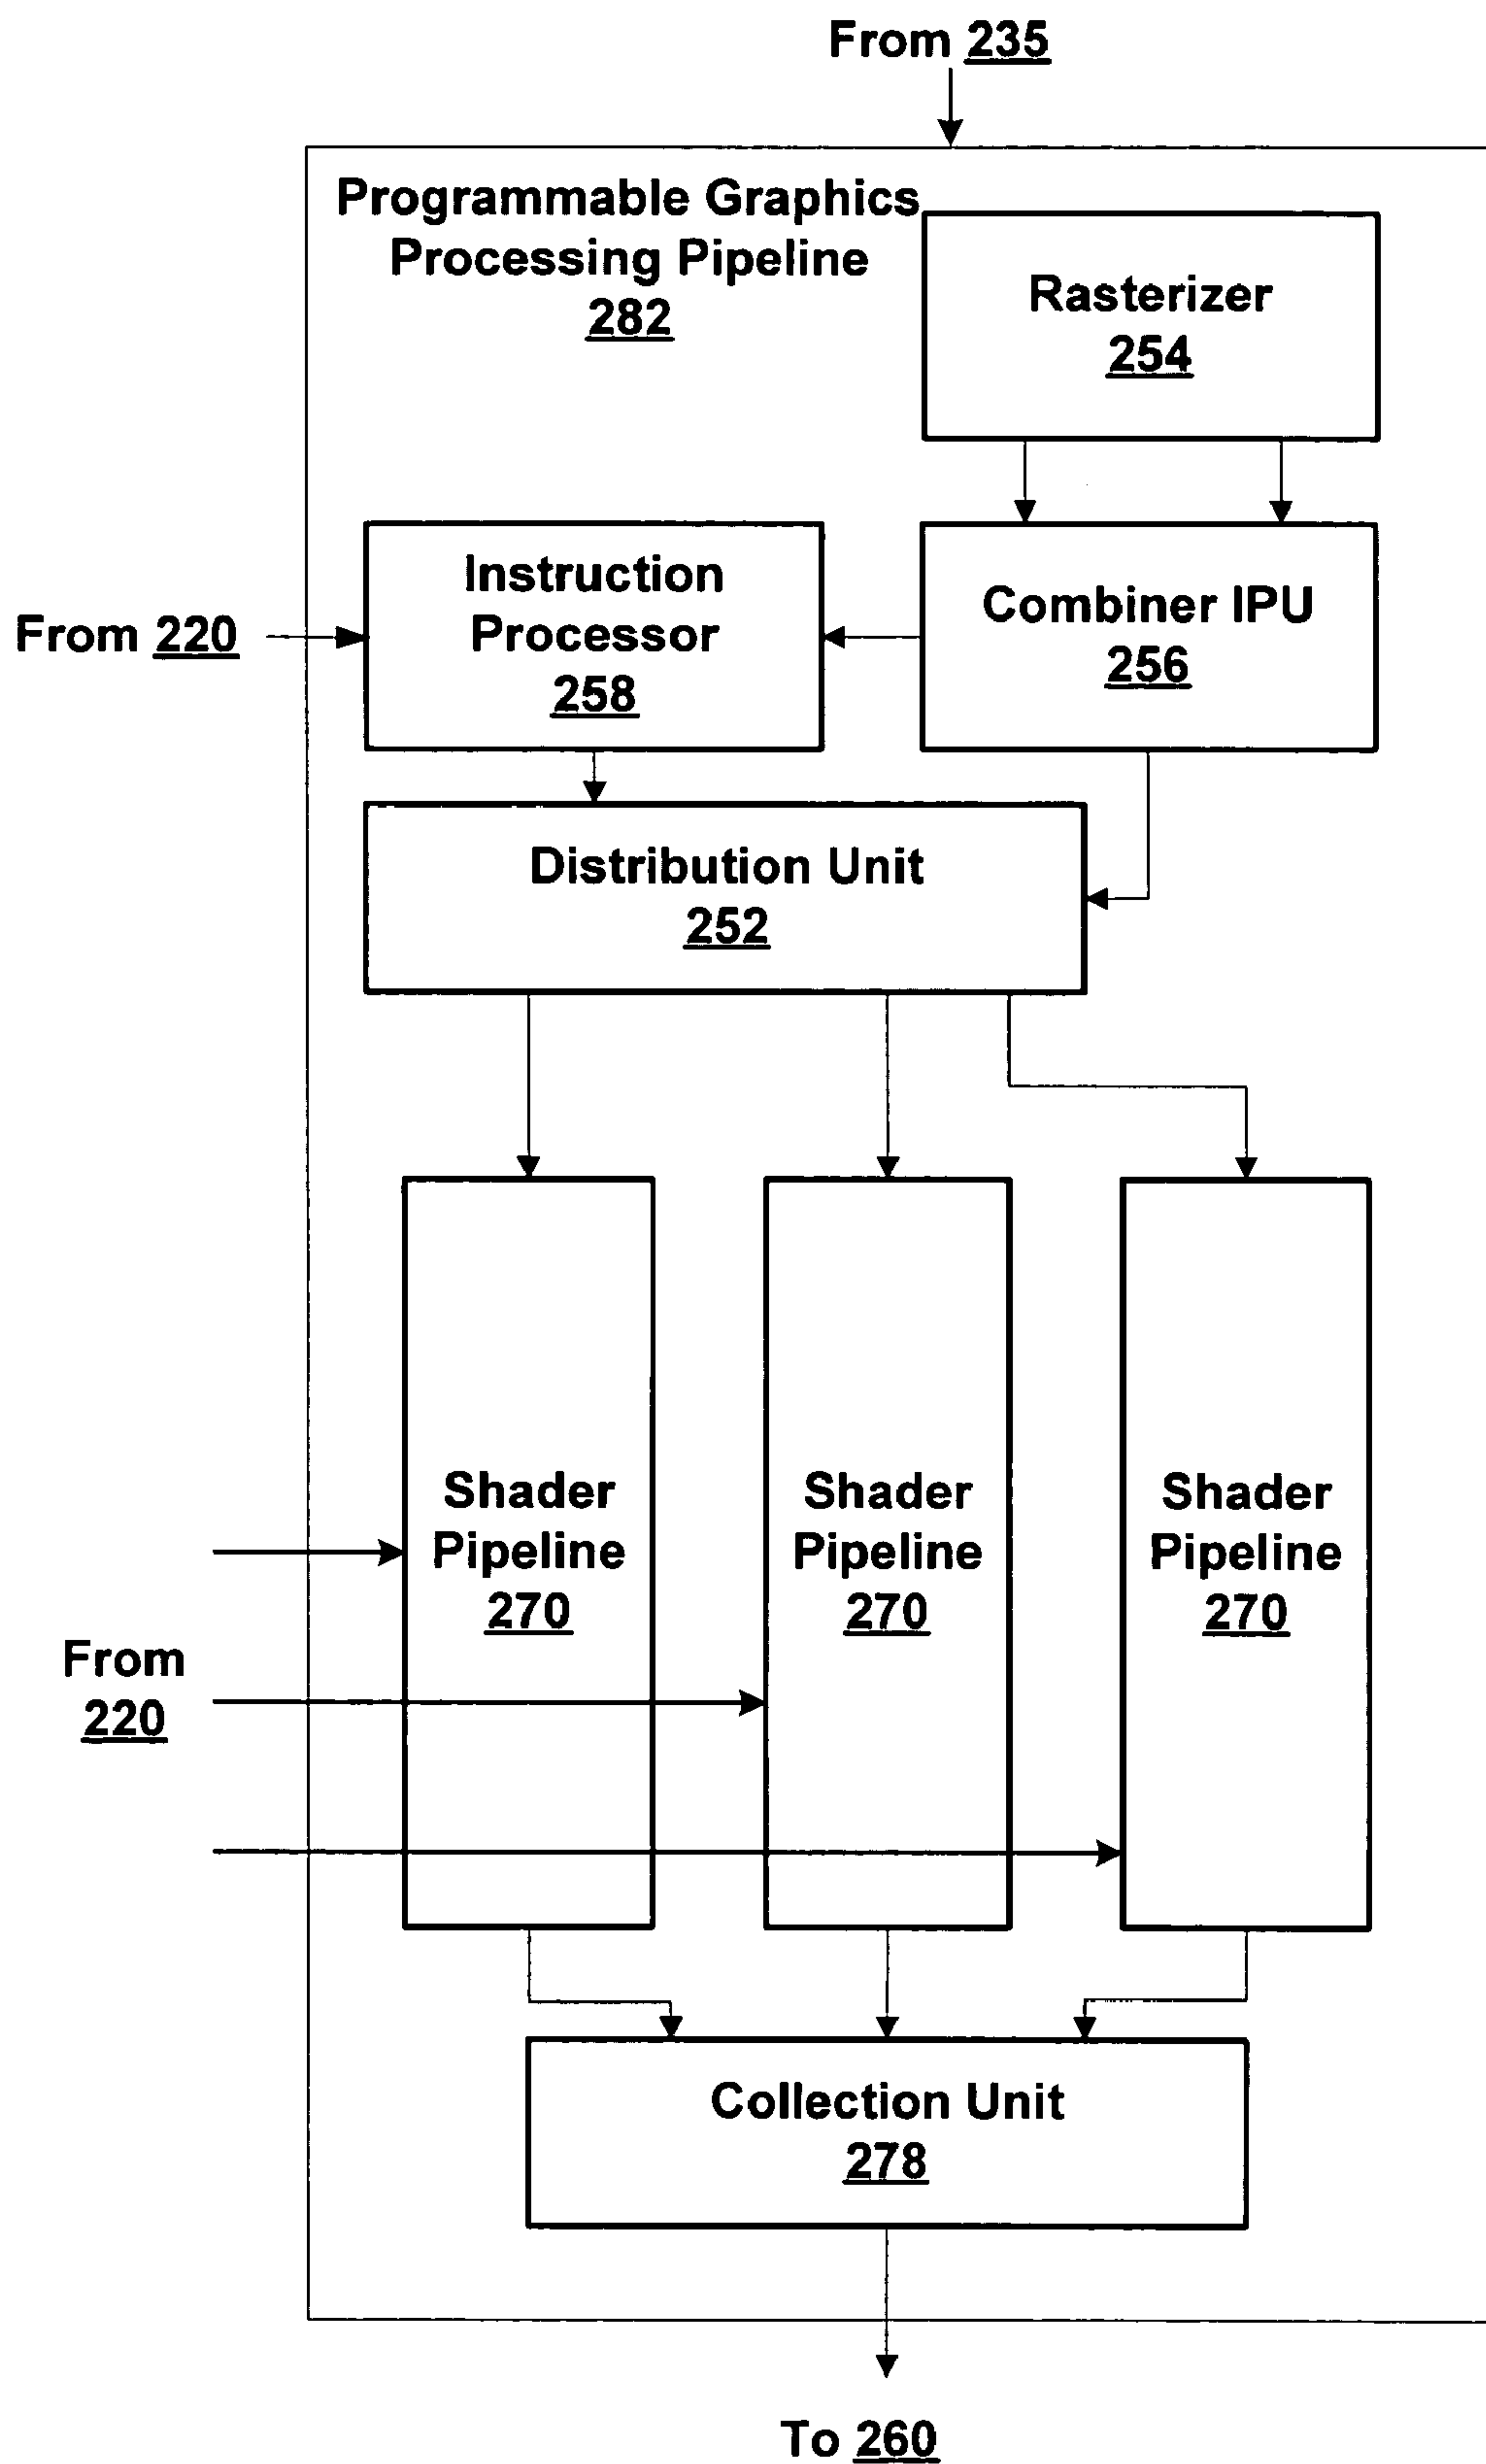 From 235
Programmable Graphics
Processing Pipeline
282
Rasterizer
254
Instruction
Processor
258
Combiner IPU
256
From 220
Distribution Unit
252
Shader
Pipeline
270
Shader
Pipeline
270
Shader
Pipeline
270
From
220
Collection Unit
278
To 260